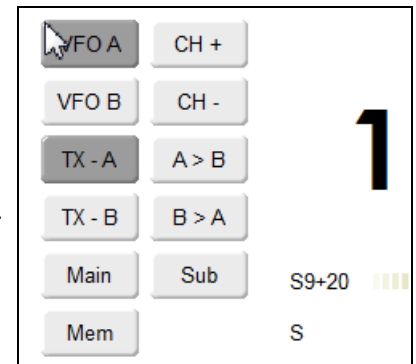 VFO A CH +
VFO B CH -
TX - A A > B 1
TX - B B > A
Main Sub S9+20
Mem S